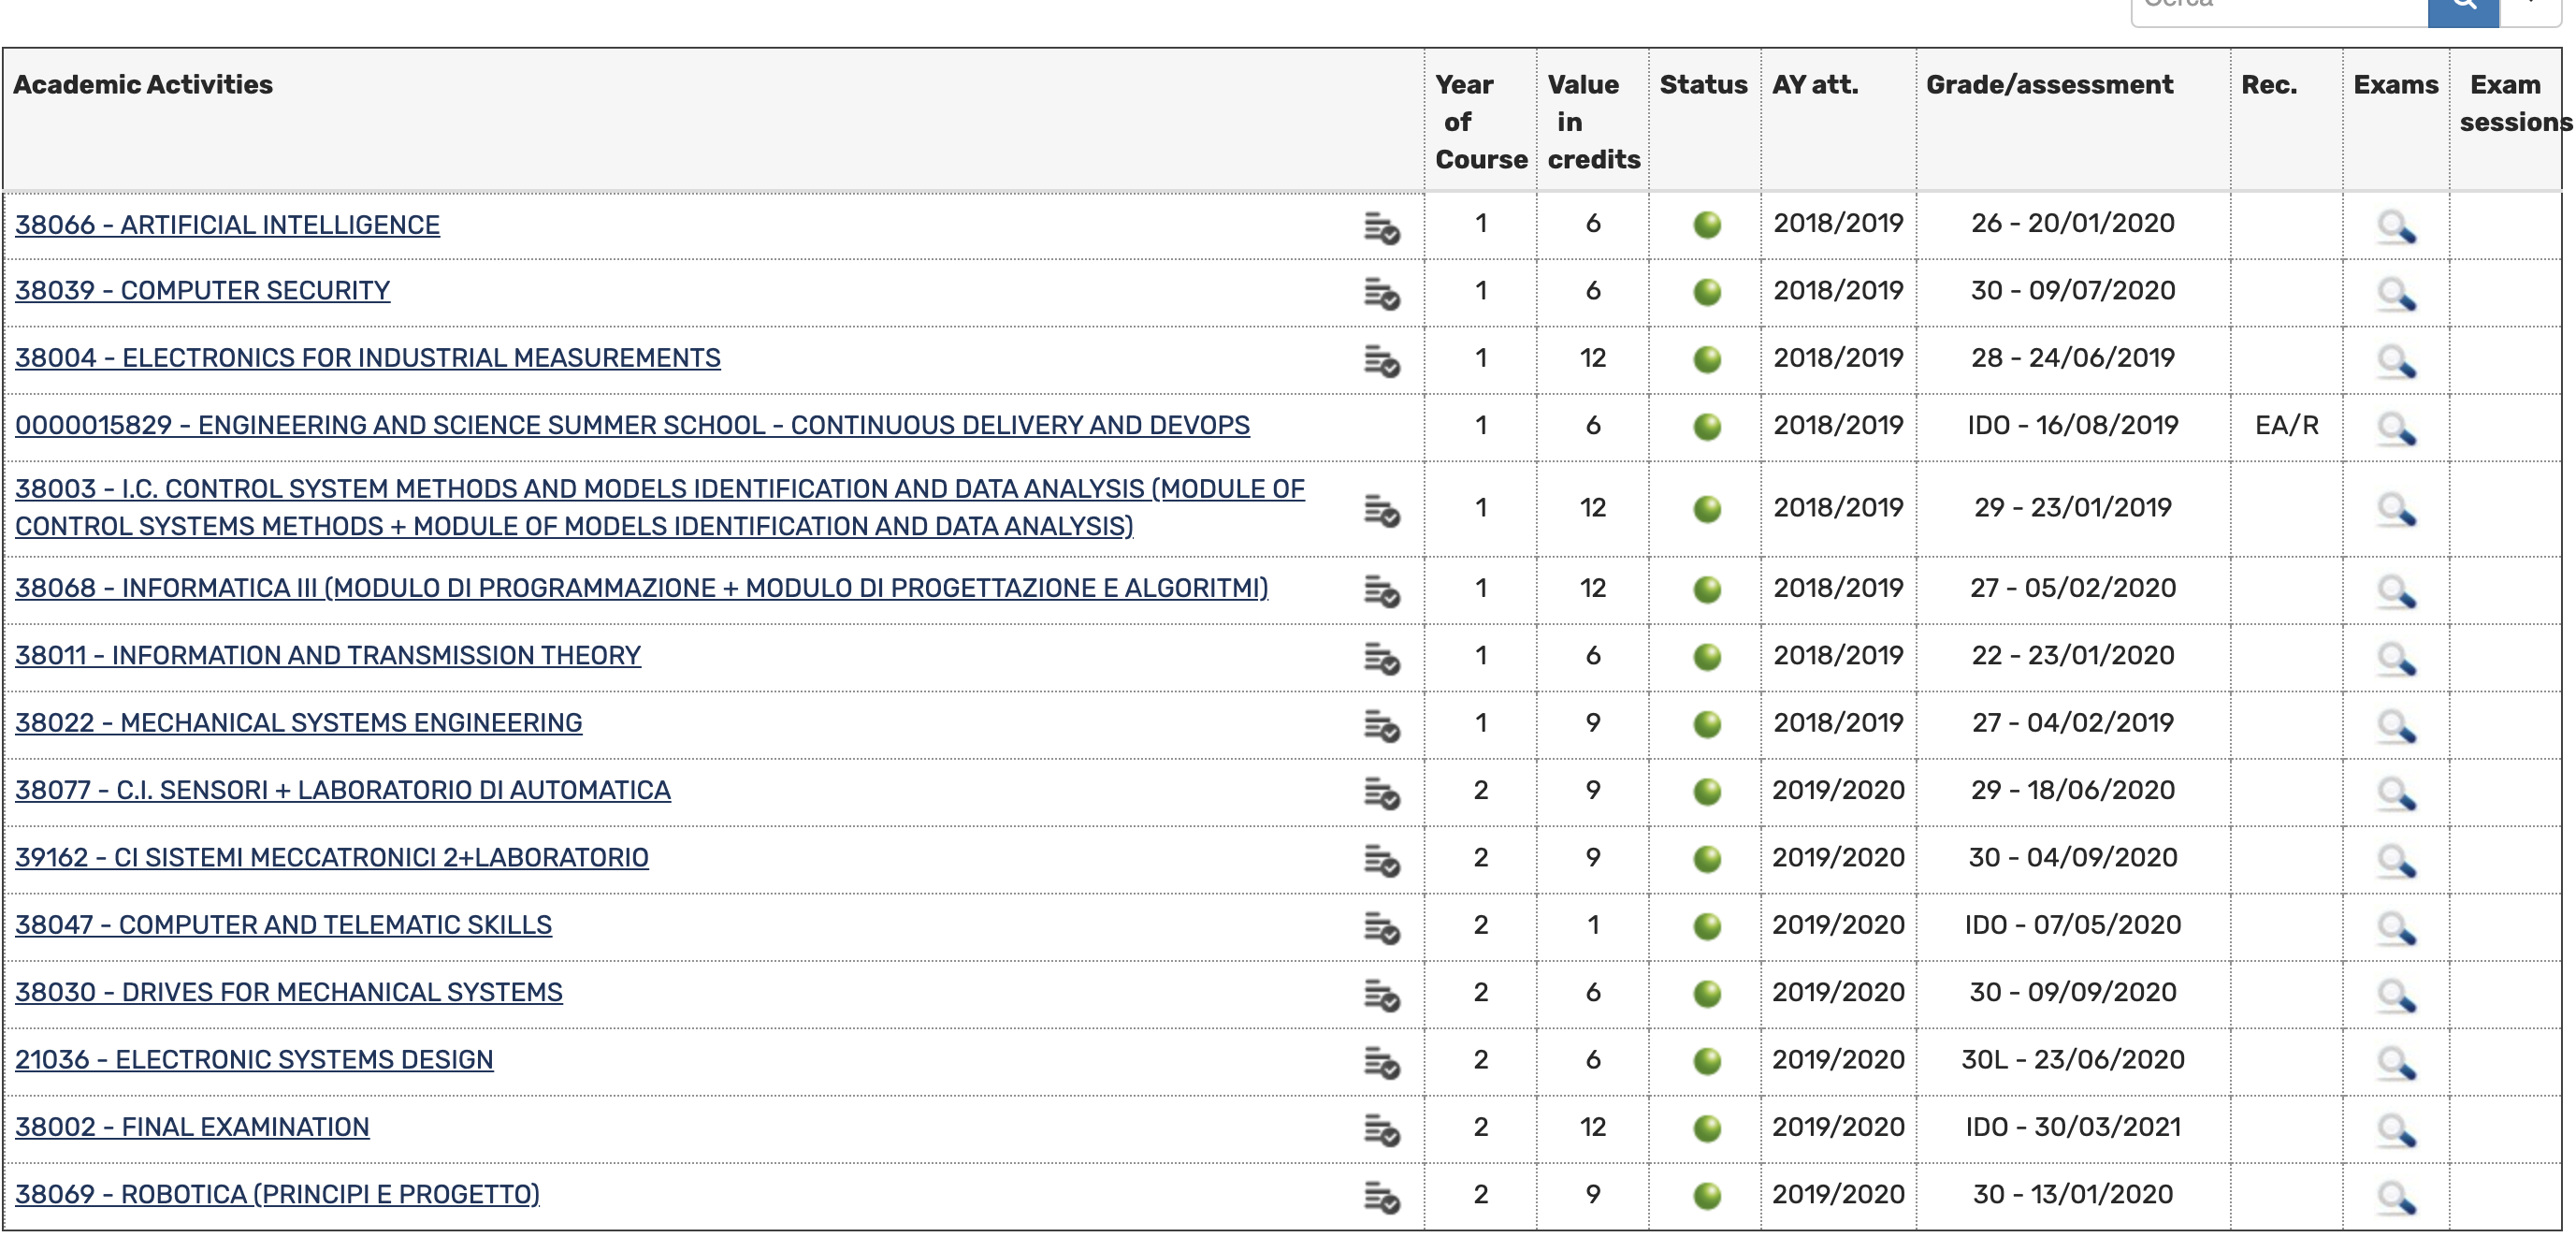 Cerca
Academic Activities Year of Course Value in credits Status AY att. Grade/assessment Rec. Exams Exam sessions
38066 - ARTIFICIAL INTELLIGENCE 1 6 2018/2019 26 - 20/01/2020
38039 - COMPUTER SECURITY 1 6 2018/2019 30 - 09/07/2020
38004 - ELECTRONICS FOR INDUSTRIAL MEASUREMENTS 1 12 2018/2019 28 - 24/06/2019
0000015829 - ENGINEERING AND SCIENCE SUMMER SCHOOL - CONTINUOUS DELIVERY AND DEVOPS 1 6 2018/2019 IDO - 16/08/2019 EA/R
38003 - I.C. CONTROL SYSTEM METHODS AND MODELS IDENTIFICATION AND DATA ANALYSIS (MODULE OF
CONTROL SYSTEMS METHODS + MODULE OF MODELS IDENTIFICATION AND DATA ANALYSIS) 1 12 2018/2019 29 - 23/01/2019
38068 - INFORMATICA III (MODULO DI PROGRAMMAZIONE + MODULO DI PROGETTAZIONE E ALGORITMI) 1 12 2018/2019 27 - 05/02/2020
38011 - INFORMATION AND TRANSMISSION THEORY 1 6 2018/2019 22 - 23/01/2020
38022 - MECHANICAL SYSTEMS ENGINEERING 1 9 2018/2019 27 - 04/02/2019
38077 - C.I. SENSORI + LABORATORIO DI AUTOMATICA 2 9 2019/2020 29 - 18/06/2020
39162 - CI SISTEMI MECCATRONICI 2+LABORATORIO 2 9 2019/2020 30 - 04/09/2020
38047 - COMPUTER AND TELEMATIC SKILLS 2 1 2019/2020 IDO - 07/05/2020
38030 - DRIVES FOR MECHANICAL SYSTEMS 2 6 2019/2020 30 - 09/09/2020
21036 - ELECTRONIC SYSTEMS DESIGN 2 6 2019/2020 30L - 23/06/2020
38002 - FINAL EXAMINATION 2 12 2019/2020 IDO - 30/03/2021
38069 - ROBOTICA (PRINCIPI E PROGETTO) 2 9 2019/2020 30 - 13/01/2020